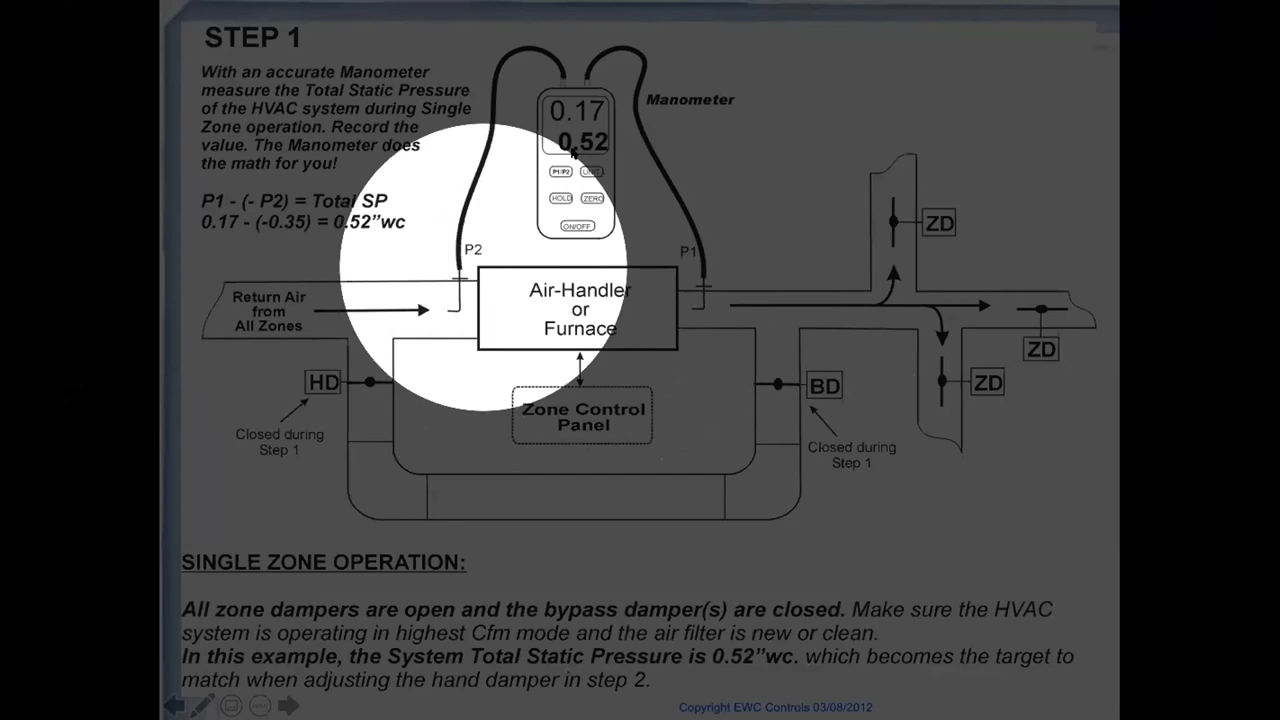 STEP 1
With an accurate Manometer
measure the Total Static Pressure
of the HVAC system during Single
Zone operation. Record the
value. The Manometer does
the math for you!
P1 - (- P2) = Total SP
0.17 - (-0.35) = 0.52”wc
0.17
0.52
P1/P2
HOLD ZERO
ON/OFF
Manometer
P2
P1
Return Air
from
All Zones
Air-Handler
or
Furnace
ZD
ZD
ZD
HD
BD
Closed during
Step 1
Closed during
Step 1
Zone Control
Panel
SINGLE ZONE OPERATION:
All zone dampers are open and the bypass damper(s) are closed. Make sure the HVAC
system is operating in highest Cfm mode and the air filter is new or clean.
In this example, the System Total Static Pressure is 0.52”wc. which becomes the target to
match when adjusting the hand damper in step 2.
Copyright EWC Controls 03/08/2012